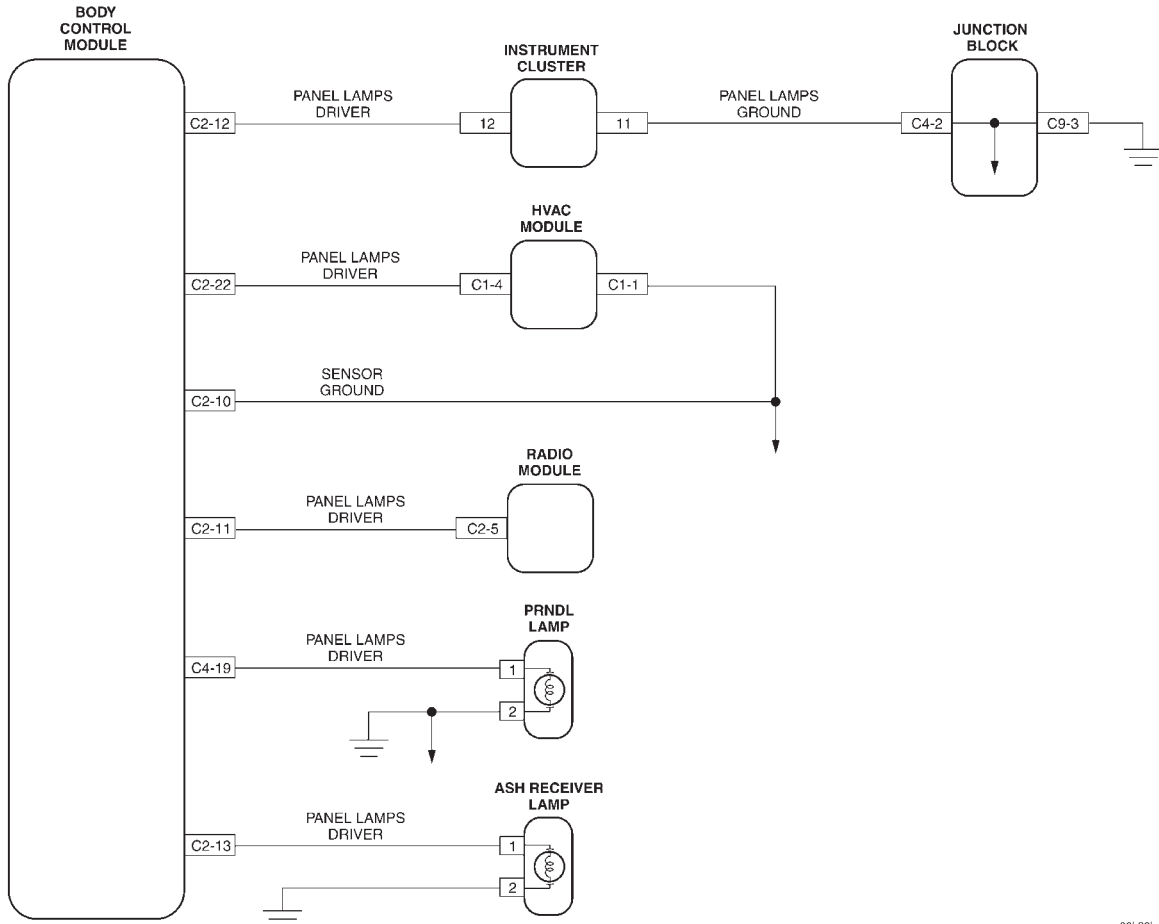 BODY
CONTROL
MODULE
INSTRUMENT
CLUSTER
JUNCTION
BLOCK
PANEL LAMPS
DRIVER
PANEL LAMPS
GROUND
C2-12
12
11
C4-2
C9-3
HVAC
MODULE
PANEL LAMPS
DRIVER
C2-22
C1-4
C1-1
SENSOR
GROUND
C2-10
RADIO
MODULE
PANEL LAMPS
DRIVER
C2-11
C2-5
PRNDL
LAMP
PANEL LAMPS
DRIVER
C4-19
1
2
ASH RECEIVER
LAMP
PANEL LAMPS
DRIVER
C2-13
1
2